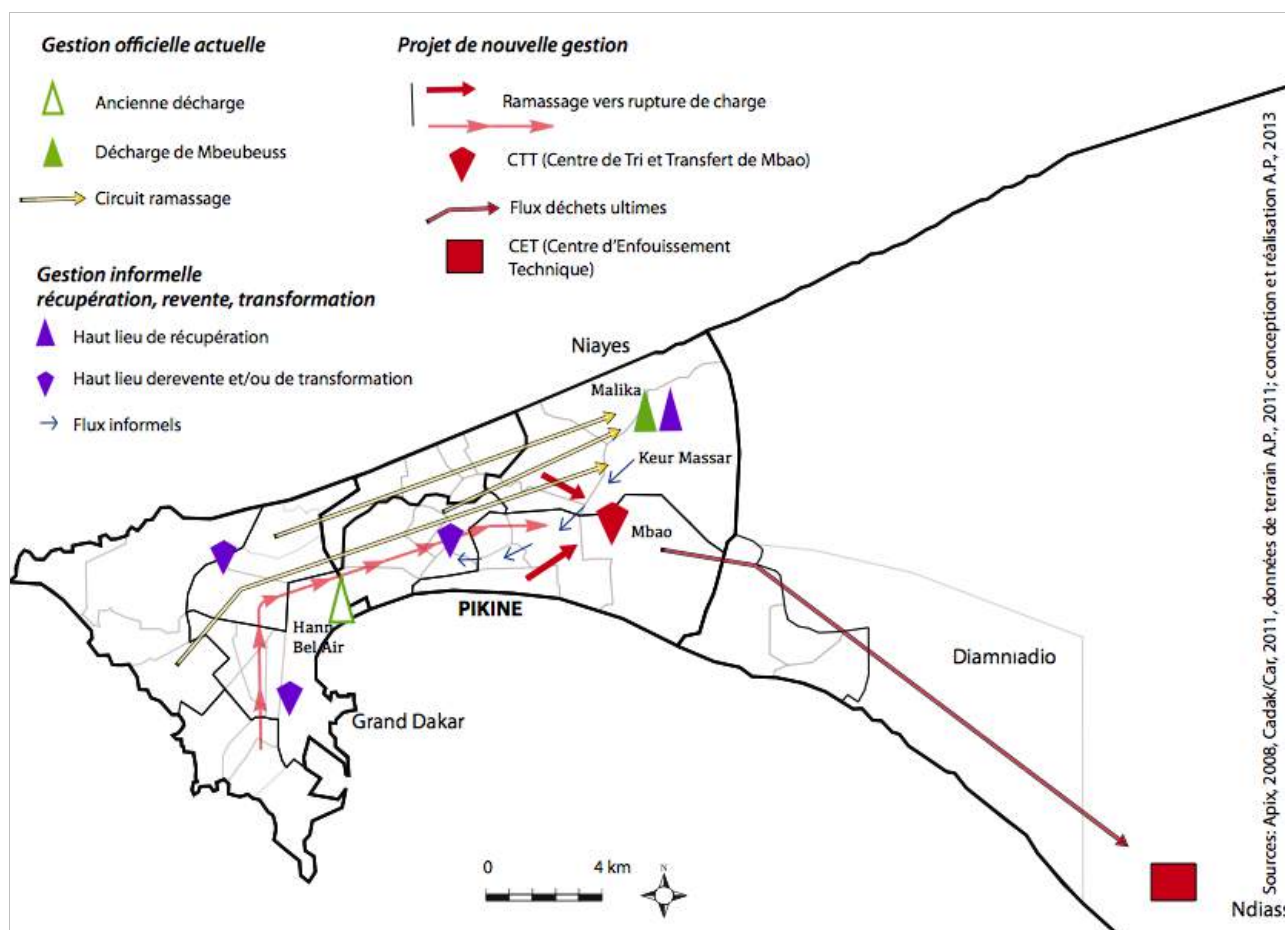 Gestion officielle actuelle
Ancienne décharge
Décharge de Mbeubeuss
Circuit ramassage
Gestion informelle
récupération, revente, transformation
Haut lieu de récupération
Haut lieu derevente et/ou de transformation
Flux informels
Projet de nouvelle gestion
Ramassage vers rupture de charge
CTT (Centre de Tri et Transfert de Mbao)
Flux déchets ultimes
CET (Centre d'Enfouissement
Technique)
Niayes
Malika
Keur Massar
Mbao
PIKINE
Hann
Bel Air
Grand Dakar
Diamniadio
Ndiass
0 4 km
N
Sources: Apix, 2008, Cadak/Car, 2011, données de terrain A.P., 2011; conception et réalisation A.P., 2013